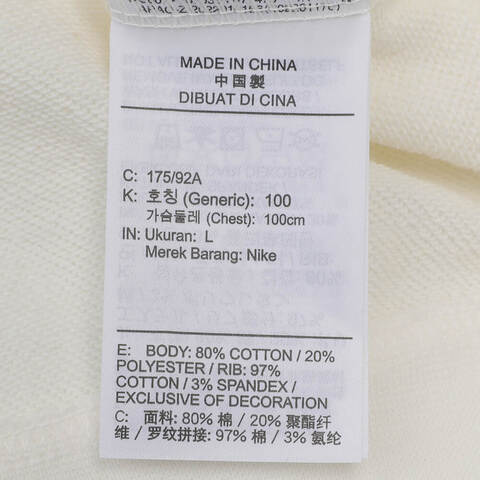 MADE IN CHINA
中国製
DIBUAT DI CINA
C: 175/92A
K: 호칭 (Generic): 100
가슴둘레 (Chest): 100cm
IN: Ukuran: L
Merek Barang: Nike
E: BODY: 80% COTTON / 20%
POLYESTER / RIB: 97%
COTTON / 3% SPANDEX /
EXCLUSIVE OF DECORATION
C: 面料: 80% 棉 / 20% 聚酯纤
维 / 罗纹拼接: 97% 棉 / 3% 氨纶